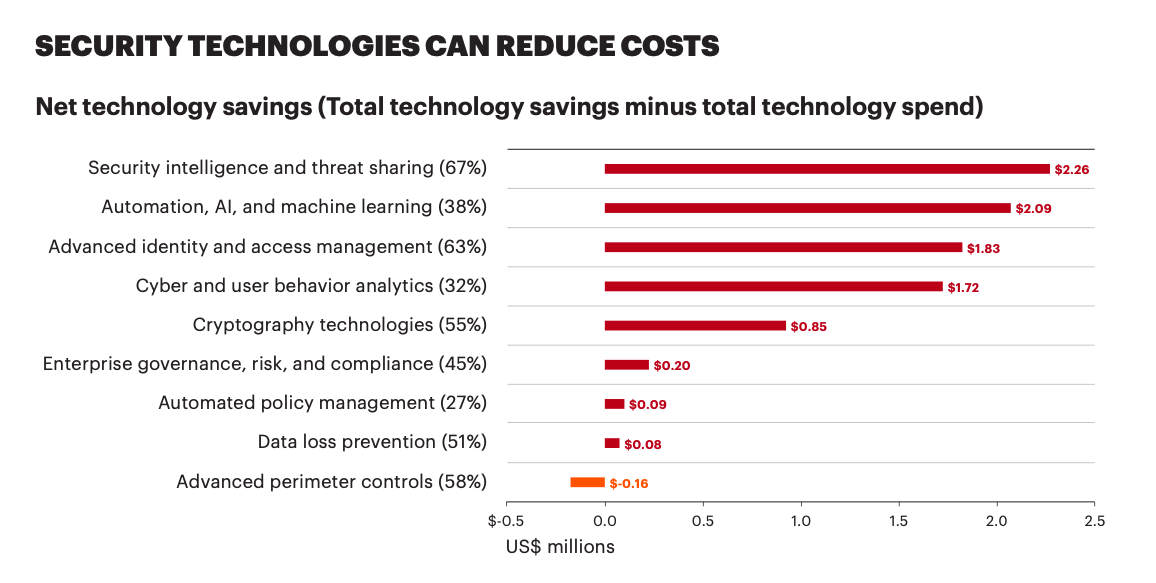 SECURITY TECHNOLOGIES CAN REDUCE COSTS
Net technology savings (Total technology savings minus total technology spend)
Security intelligence and threat sharing (67%) $2.26
Automation, AI, and machine learning (38%) $2.09
Advanced identity and access management (63%) $1.83
Cyber and user behavior analytics (32%) $1.72
Cryptography technologies (55%) $0.85
Enterprise governance, risk, and compliance (45%) $0.20
Automated policy management (27%) $0.09
Data loss prevention (51%) $0.08
Advanced perimeter controls (58%) $-0.16
$-0.5 0.0 0.5 1.0 1.5 2.0 2.5
US$ millions